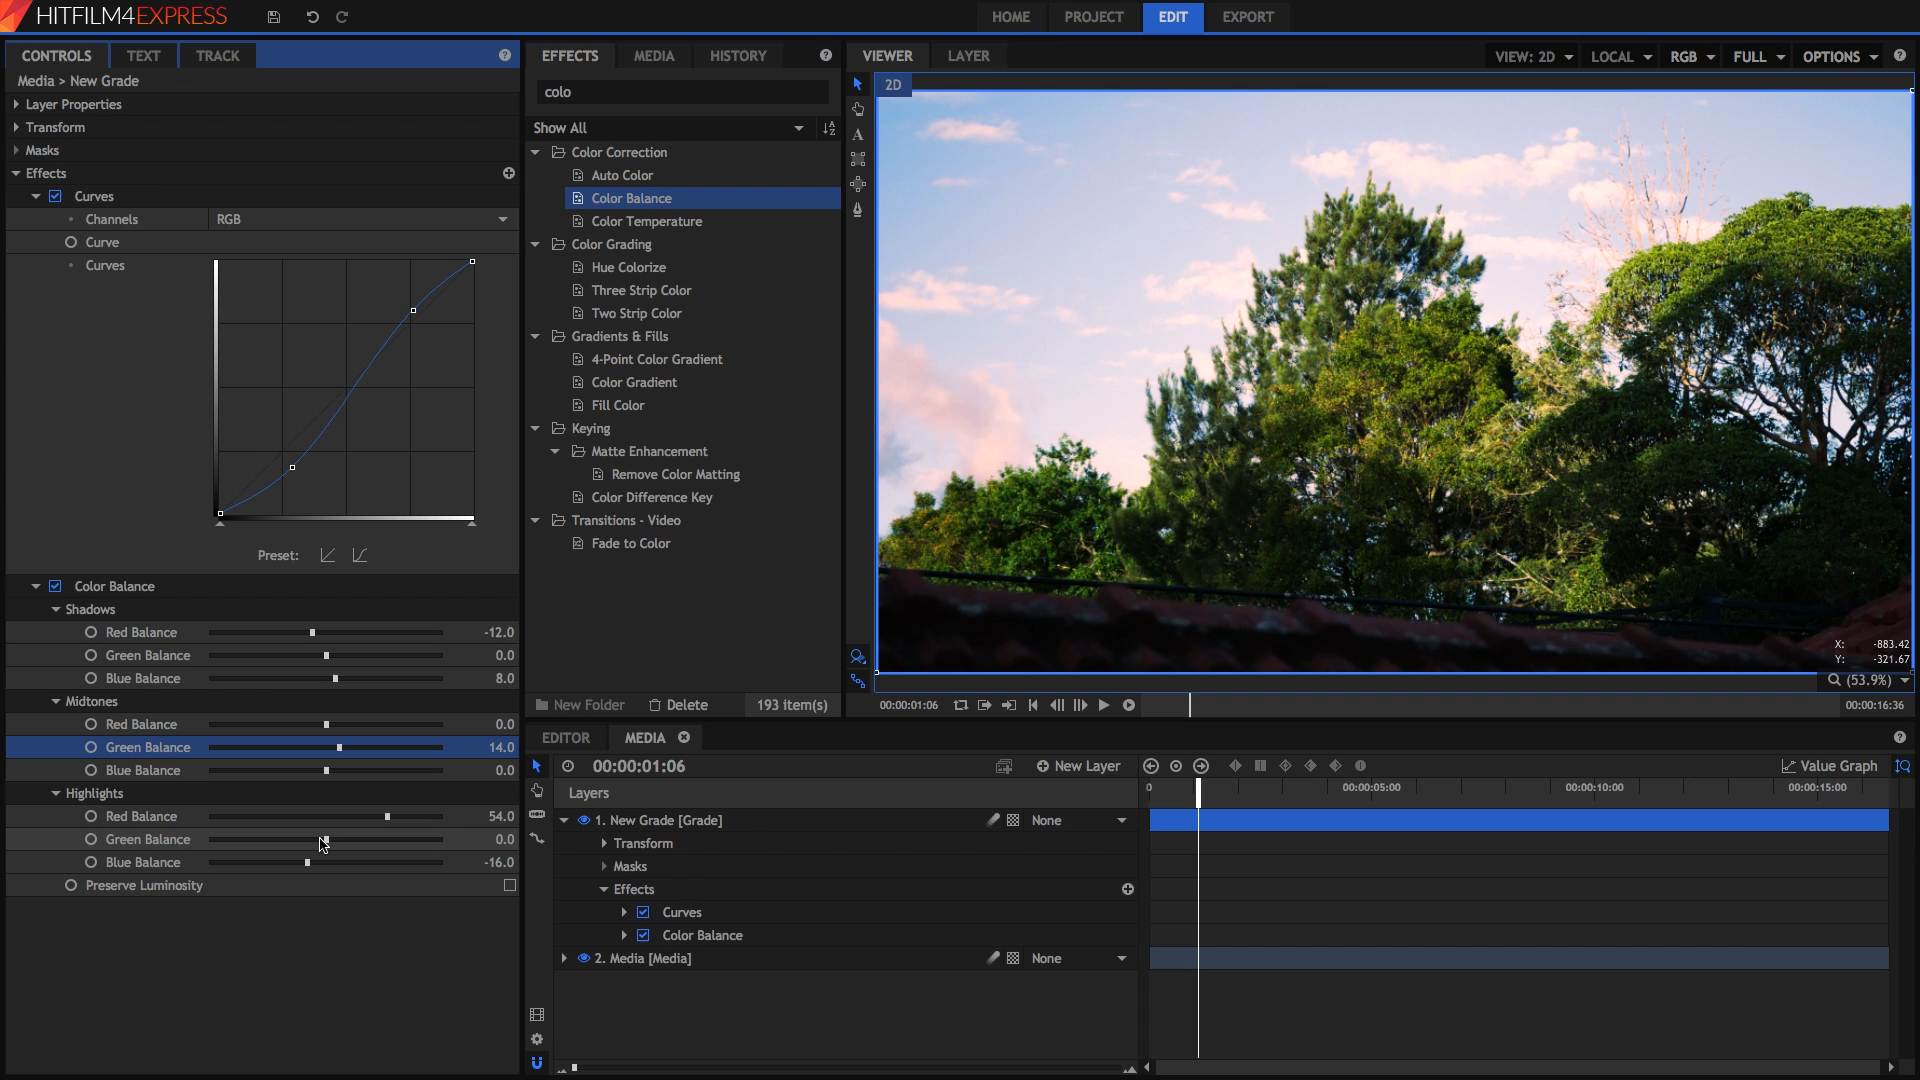 HITFILM4EXPRESS
HOME PROJECT EDIT EXPORT
CONTROLS TEXT TRACK
Media > New Grade
Layer Properties
Transform
Masks
Effects
Curves
Channels RGB
Curve
Curves
Preset:
Color Balance
Shadows
Red Balance -12.0
Green Balance 0.0
Blue Balance 8.0
Midtones
Red Balance 0.0
Green Balance 14.0
Blue Balance 0.0
Highlights
Red Balance 54.0
Green Balance 0.0
Blue Balance -16.0
Preserve Luminosity
EFFECTS MEDIA HISTORY
colo
Show All
Color Correction
Auto Color
Color Balance
Color Temperature
Color Grading
Hue Colorize
Three Strip Color
Two Strip Color
Gradients & Fills
4-Point Color Gradient
Color Gradient
Fill Color
Keying
Matte Enhancement
Remove Color Matting
Color Difference Key
Transitions - Video
Fade to Color
New Folder Delete 193 item(s)
VIEWER LAYER VIEW: 2D LOCAL RGB FULL OPTIONS
2D
X: -883.42
Y: -321.67
(53.9%)
00:00:01:06 00:00:16:36
EDITOR MEDIA
00:00:01:06 New Layer Value Graph
Layers 0 00:00:05:00 00:00:10:00 00:00:15:00
1. New Grade [Grade] None
Transform
Masks
Effects
Curves
Color Balance
2. Media [Media] None